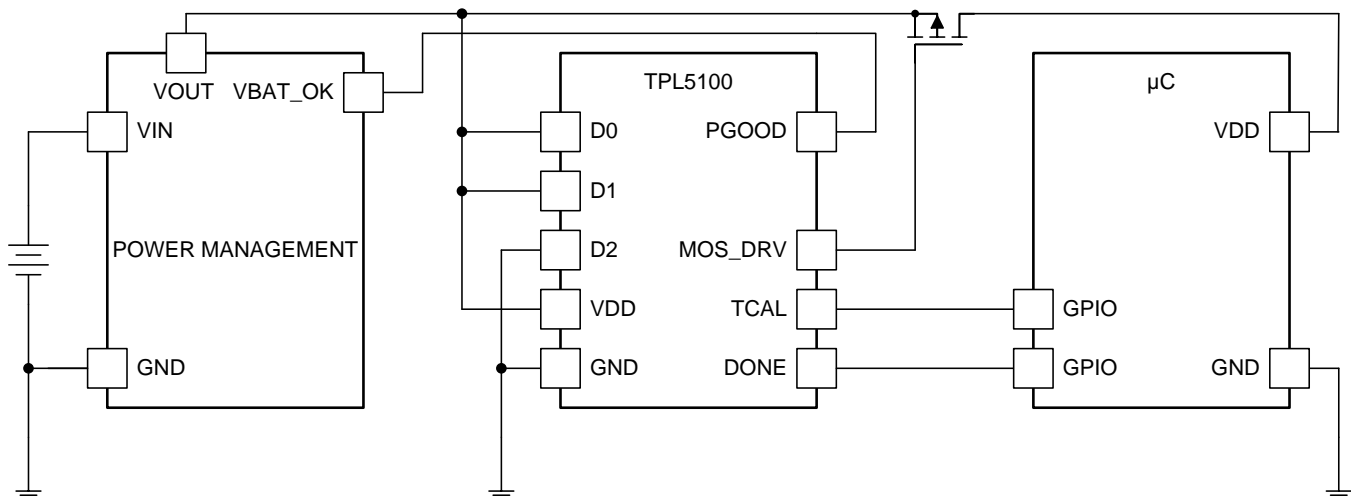 VOUT
VBAT_OK
VIN
POWER MANAGEMENT
GND
TPL5100
D0
PGOOD
D1
D2
MOS_DRV
VDD
TCAL
GND
DONE
µC
VDD
GPIO
GPIO
GND